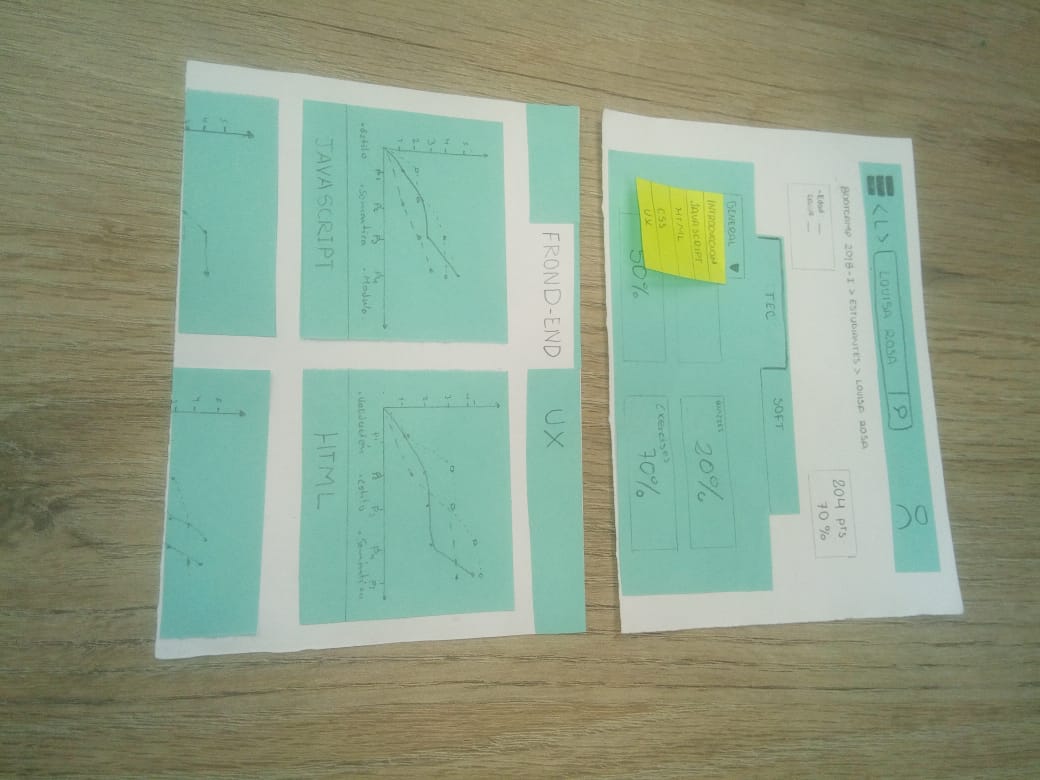 <L> LOUISA ROSA
BOOTCAMP 2018-I > ESTUDIANTES > LOUISA ROSA
-Edad: __
204 PTS
70%
TEC
SOFT
GENERAL ▼
INTRODUCCION
JAVASCRIPT
HTML
CSS
UX
QUIZZES
20%
50%
Exercises
70%
FROND-END
UX
5
4
3
2
1
P1 P2 P3 P4
• Estilo • Semantica • Modulo
JAVASCRIPT
4
2
1
P1 P2 P3 P4 P5
• Validacion • estilo • Semantica
HTML
5
4
3
5
4
3